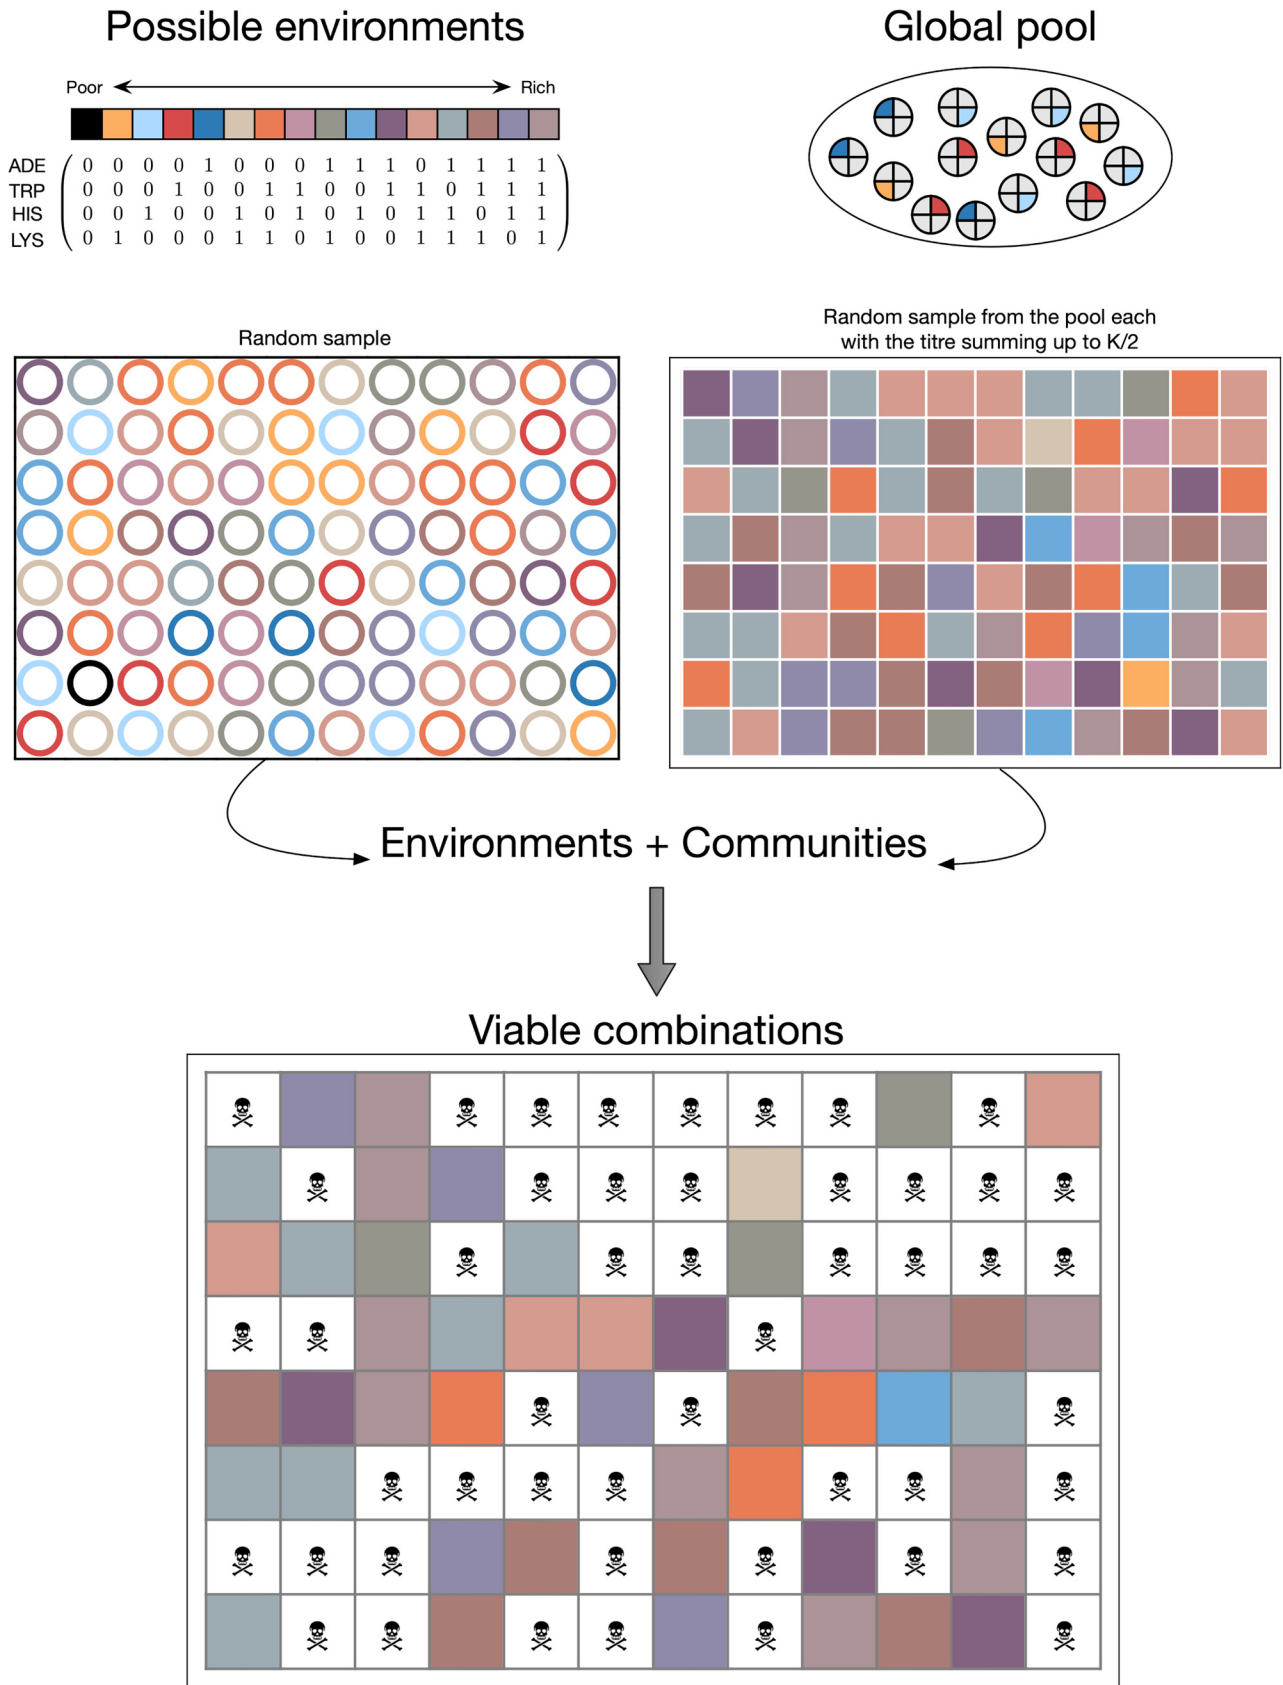 Possible environments
Global pool
Poor
Rich
ADE 0 0 0 0 1 0 0 0 1 1 1 0 1 1 1 1
TRP 0 0 0 1 0 0 1 1 0 0 1 1 0 1 1 1
HIS 0 0 1 0 0 1 0 1 0 1 0 1 1 0 1 1
LYS 0 1 0 0 0 1 1 0 1 0 0 1 1 1 0 1
Random sample
Random sample from the pool each
with the titre summing up to K/2
Environments + Communities
Viable combinations